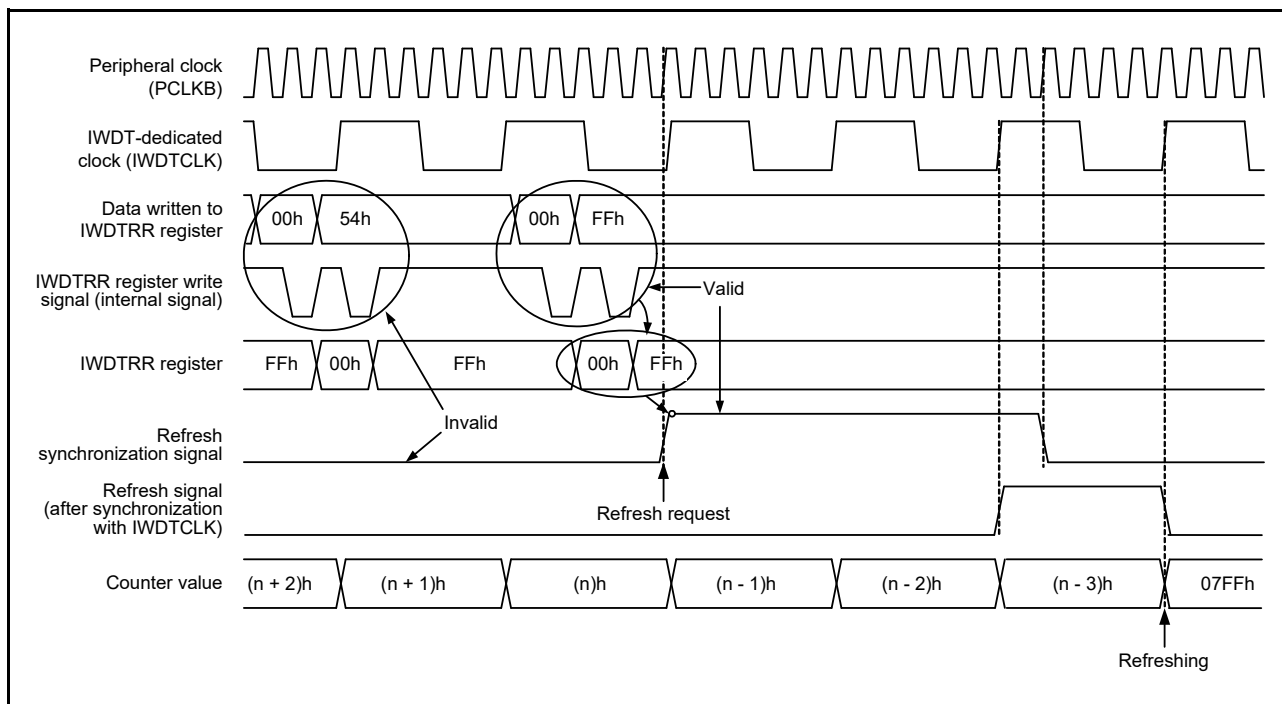 Peripheral clock
(PCLKB)
IWDT-dedicated
clock (IWDTCLK)
Data written to
IWDTRR register
00h
54h
00h
FFh
IWDTRR register write
signal (internal signal)
Valid
IWDTRR register
FFh
00h
FFh
00h
FFh
Invalid
Refresh
synchronization signal
Refresh request
Refresh signal
(after synchronization
with IWDTCLK)
Counter value
(n + 2)h
(n + 1)h
(n)h
(n - 1)h
(n - 2)h
(n - 3)h
07FFh
Refreshing